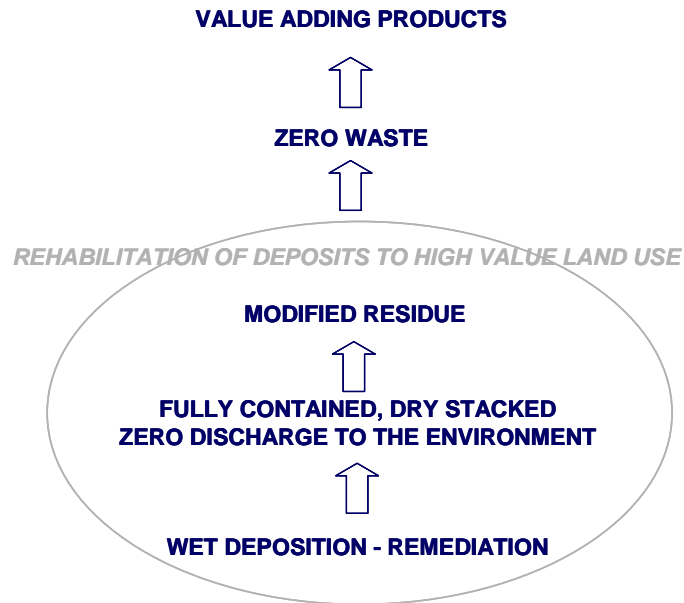 VALUE ADDING PRODUCTS
ZERO WASTE
REHABILITATION OF DEPOSITS TO HIGH VALUE LAND USE
MODIFIED RESIDUE
FULLY CONTAINED, DRY STACKED
ZERO DISCHARGE TO THE ENVIRONMENT
WET DEPOSITION - REMEDIATION